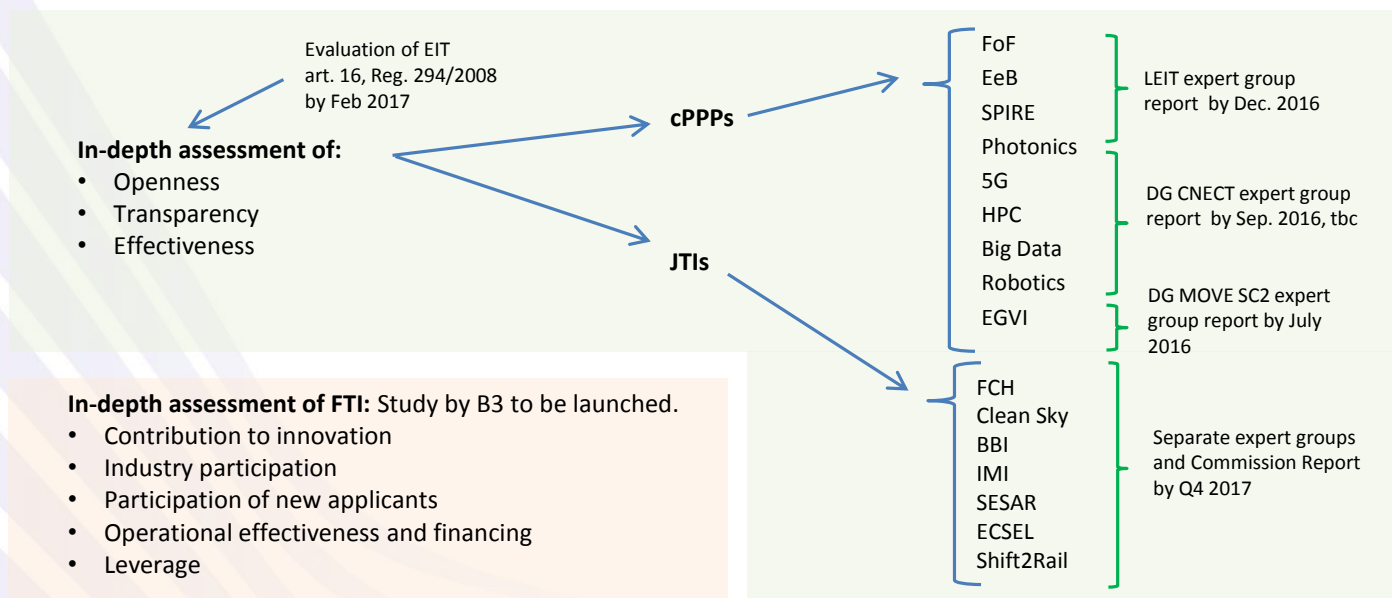 Evaluation of EIT
art. 16, Reg. 294/2008
by Feb 2017
In-depth assessment of:
• Openness
• Transparency
• Effectiveness
cPPPs
JTIs
FoF
EeB
SPIRE
Photonics
5G
HPC
Big Data
Robotics
EGVI
LEIT expert group
report by Dec. 2016
DG CNECT expert group
report by Sep. 2016, tbc
DG MOVE SC2 expert
group report by July
2016
FCH
Clean Sky
BBI
IMI
SESAR
ECSEL
Shift2Rail
Separate expert groups
and Commission Report
by Q4 2017
In-depth assessment of FTI: Study by B3 to be launched.
• Contribution to innovation
• Industry participation
• Participation of new applicants
• Operational effectiveness and financing
• Leverage